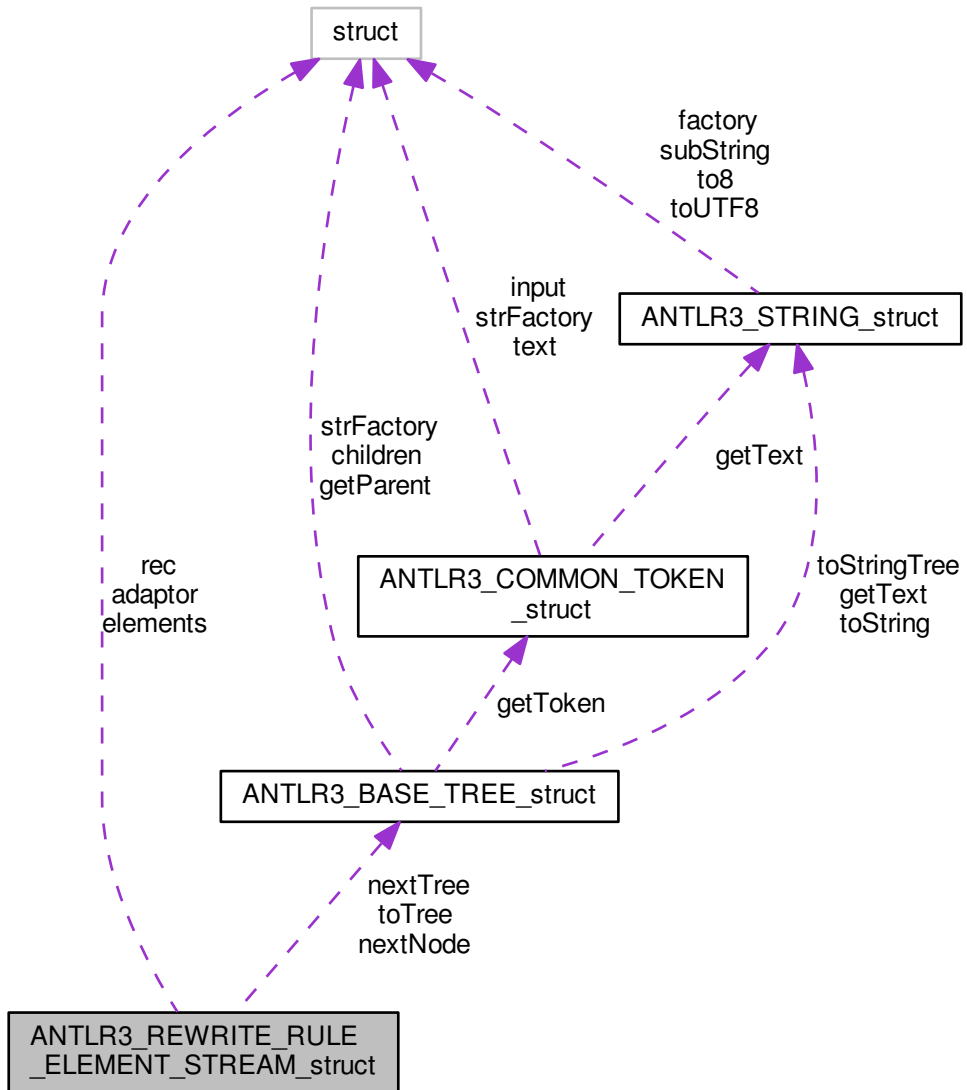 struct
factory
subString
to8
toUTF8
input
strFactory
text
ANTLR3_STRING_struct
strFactory
children
getParent
getText
rec
adaptor
elements
ANTLR3_COMMON_TOKEN
_struct
toStringTree
getText
toString
getToken
ANTLR3_BASE_TREE_struct
nextTree
toTree
nextNode
ANTLR3_REWRITE_RULE
_ELEMENT_STREAM_struct